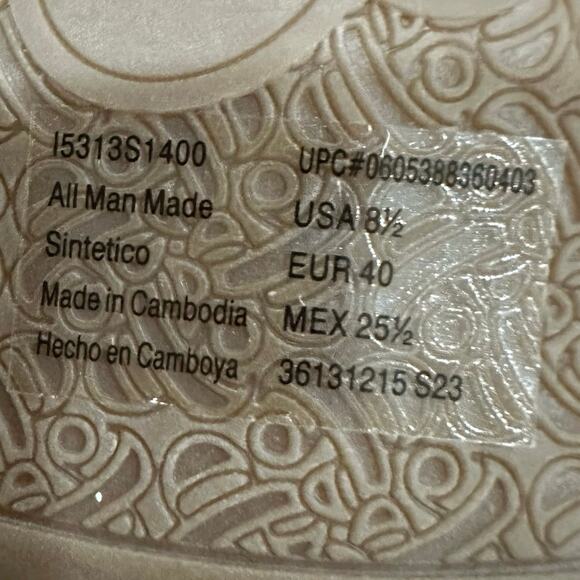 I5313S1400
All Man Made
Sintetico
Made in Cambodia
Hecho en Camboya
UPC#0605388360403
USA 8½
EUR 40
MEX 25½
36131215 S23